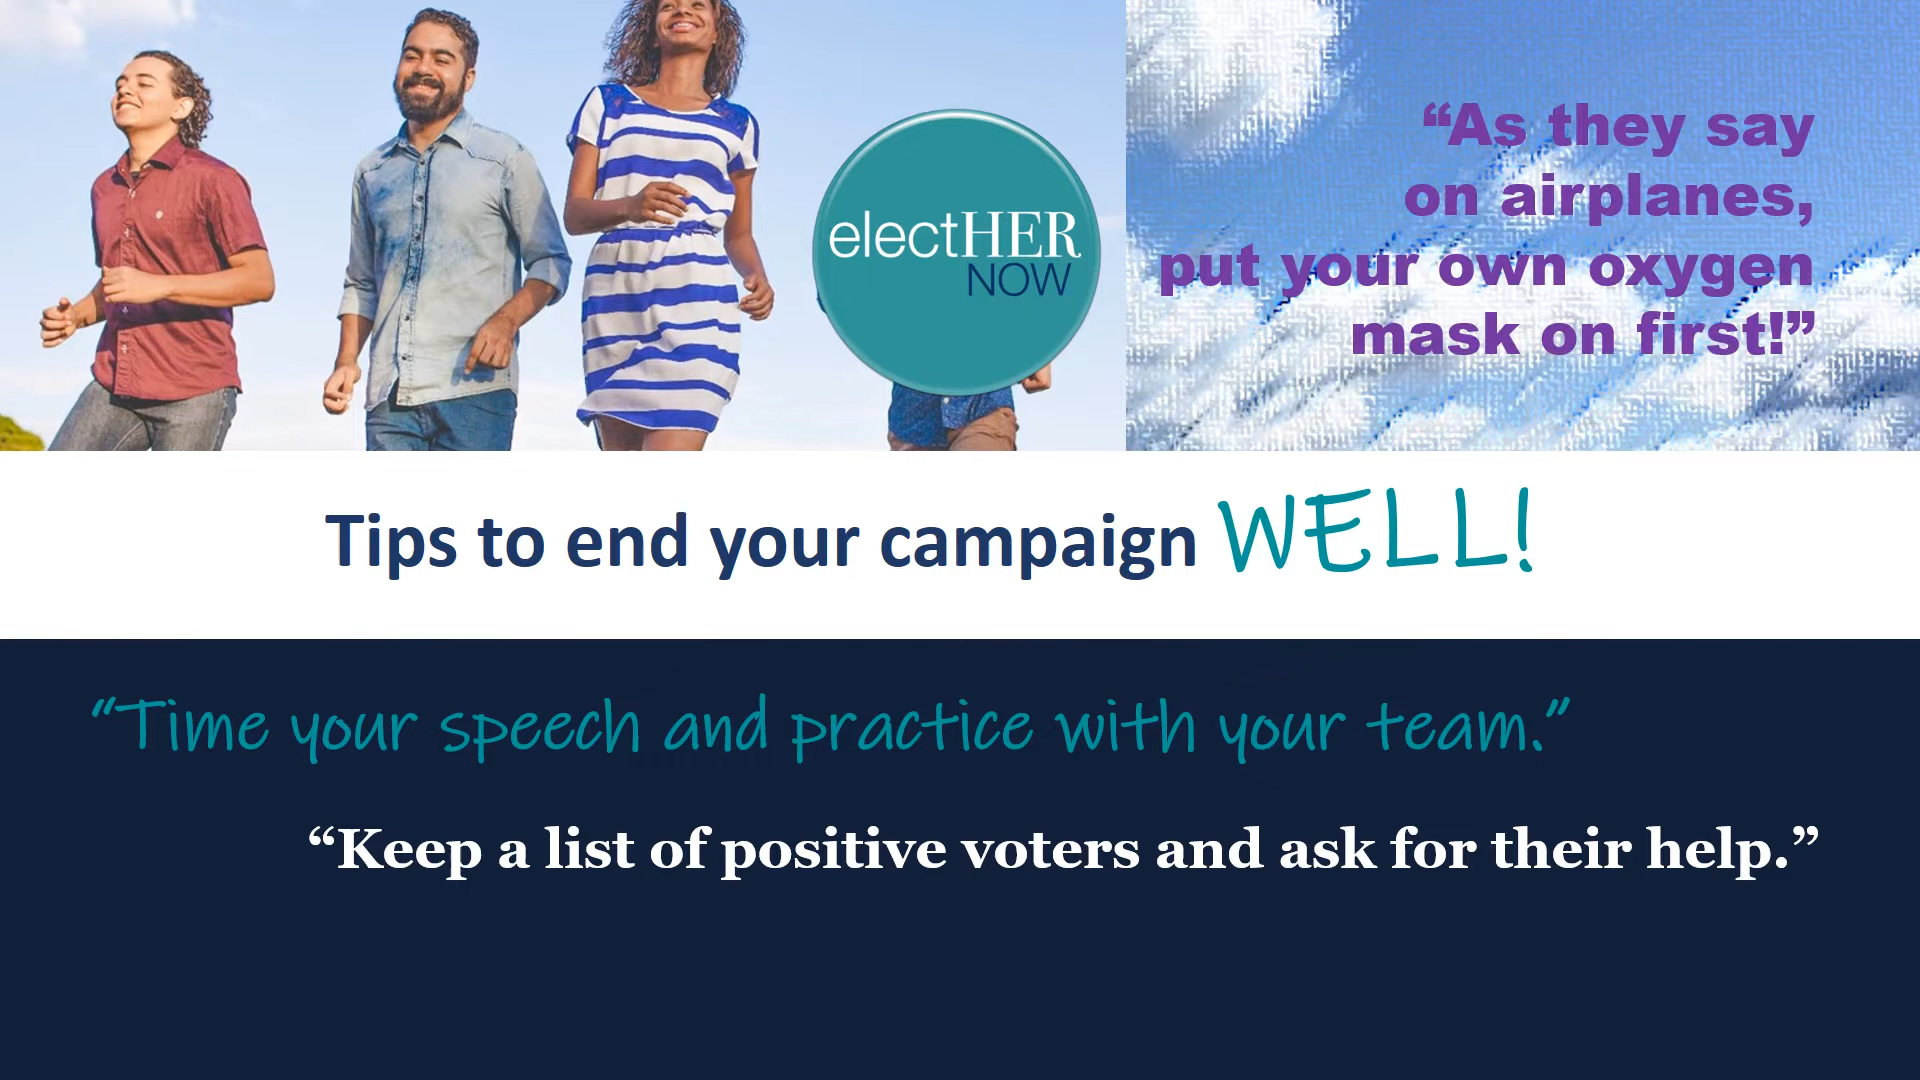 electHER
NOW
“As they say
on airplanes,
put your own oxygen
mask on first!”
Tips to end your campaign WELL!
“Time your speech and practice with your team.”
“Keep a list of positive voters and ask for their help.”